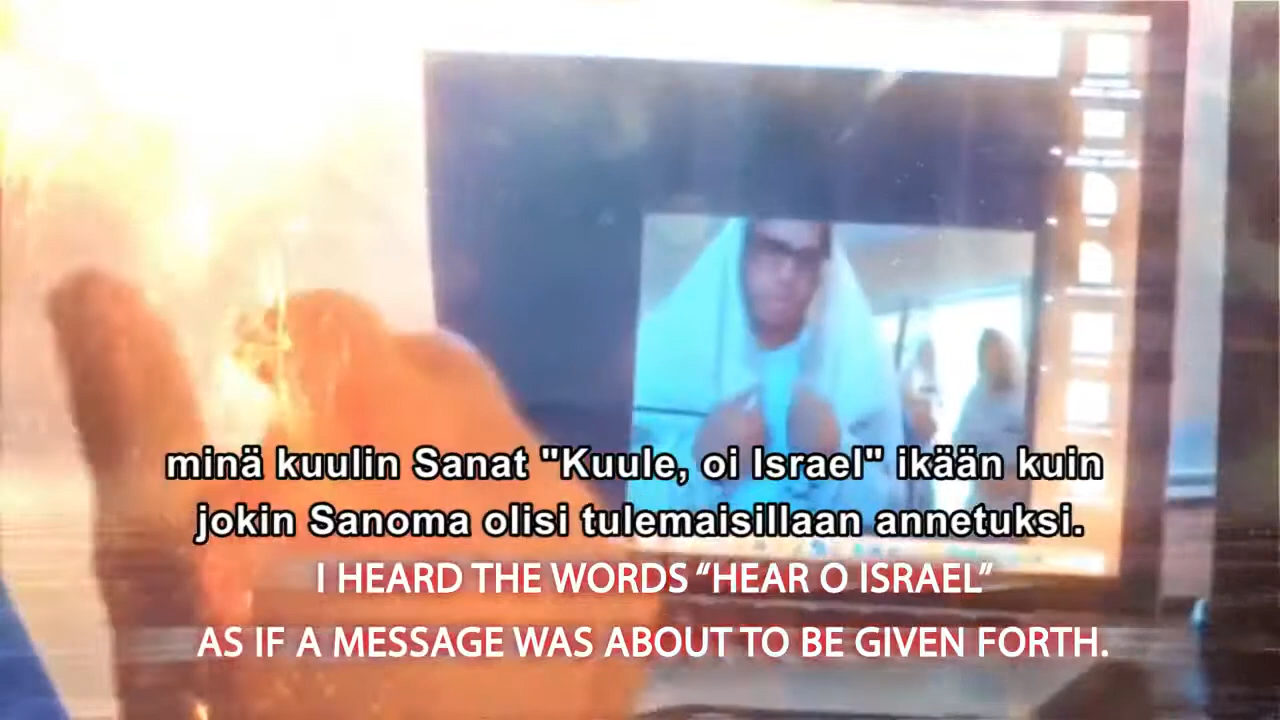 minä kuulin Sanat "Kuule, oi Israel" ikään kuin
jokin Sanoma olisi tulemaisillaan annetuksi.
I HEARD THE WORDS “HEAR O ISRAEL”
AS IF A MESSAGE WAS ABOUT TO BE GIVEN FORTH.